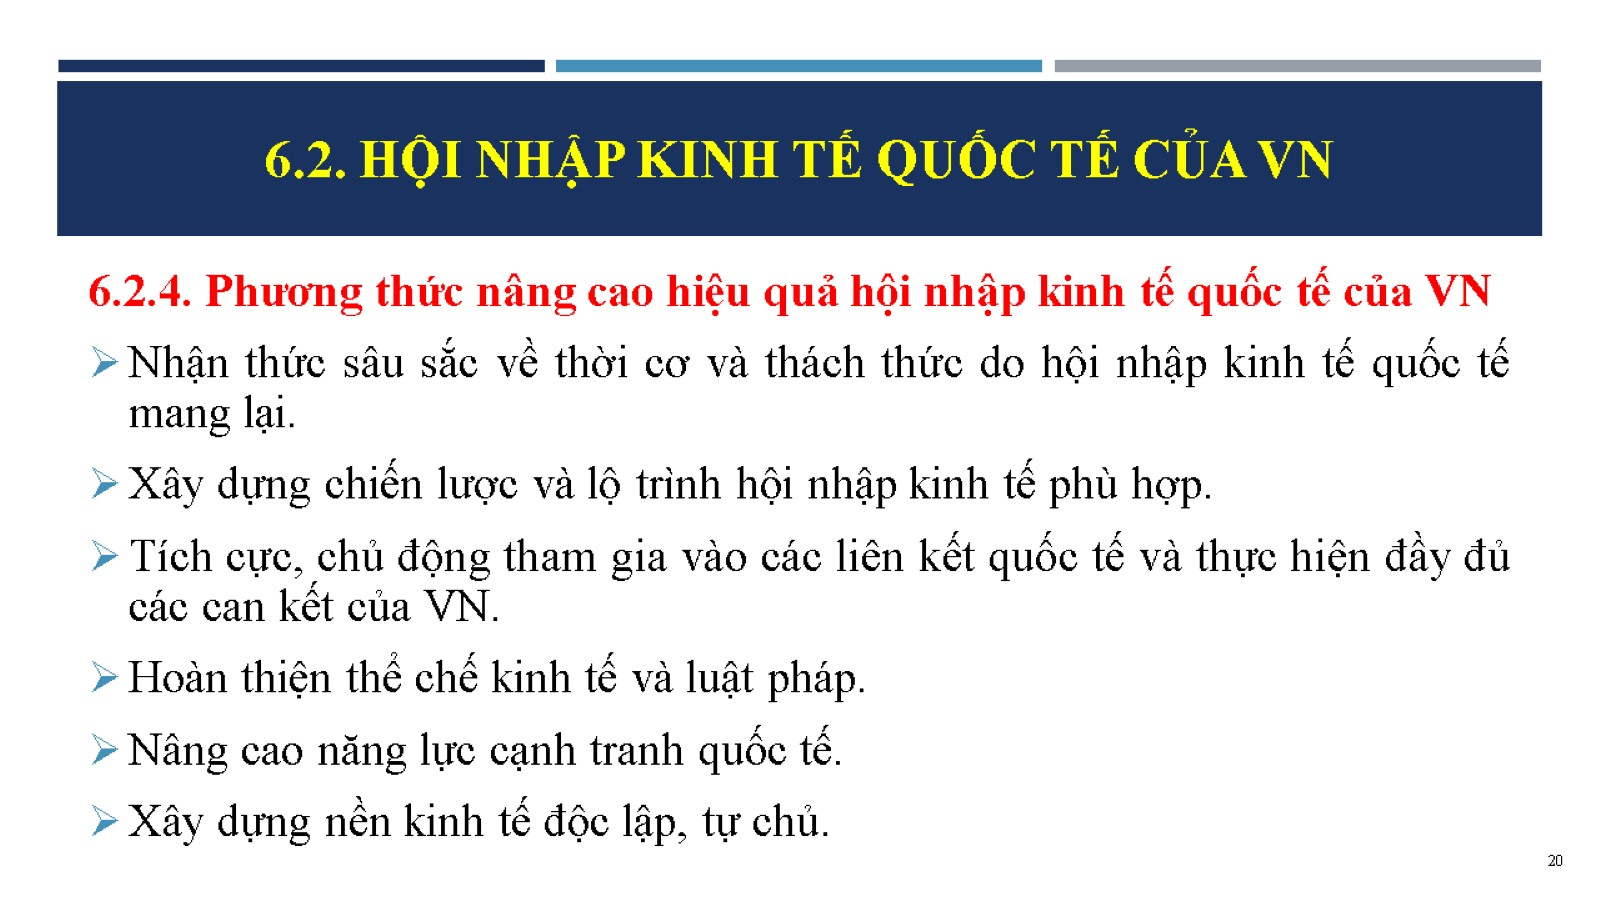 6.2. HỘI NHẬP KINH TẾ QUỐC TẾ CỦA VN
6.2.4. Phương thức nâng cao hiệu quả hội nhập kinh tế quốc tế của VN
Nhận thức sâu sắc về thời cơ và thách thức do hội nhập kinh tế quốc tế
mang lại.
Xây dựng chiến lược và lộ trình hội nhập kinh tế phù hợp.
Tích cực, chủ động tham gia vào các liên kết quốc tế và thực hiện đầy đủ
các can kết của VN.
Hoàn thiện thể chế kinh tế và luật pháp.
Nâng cao năng lực cạnh tranh quốc tế.
Xây dựng nền kinh tế độc lập, tự chủ.
20